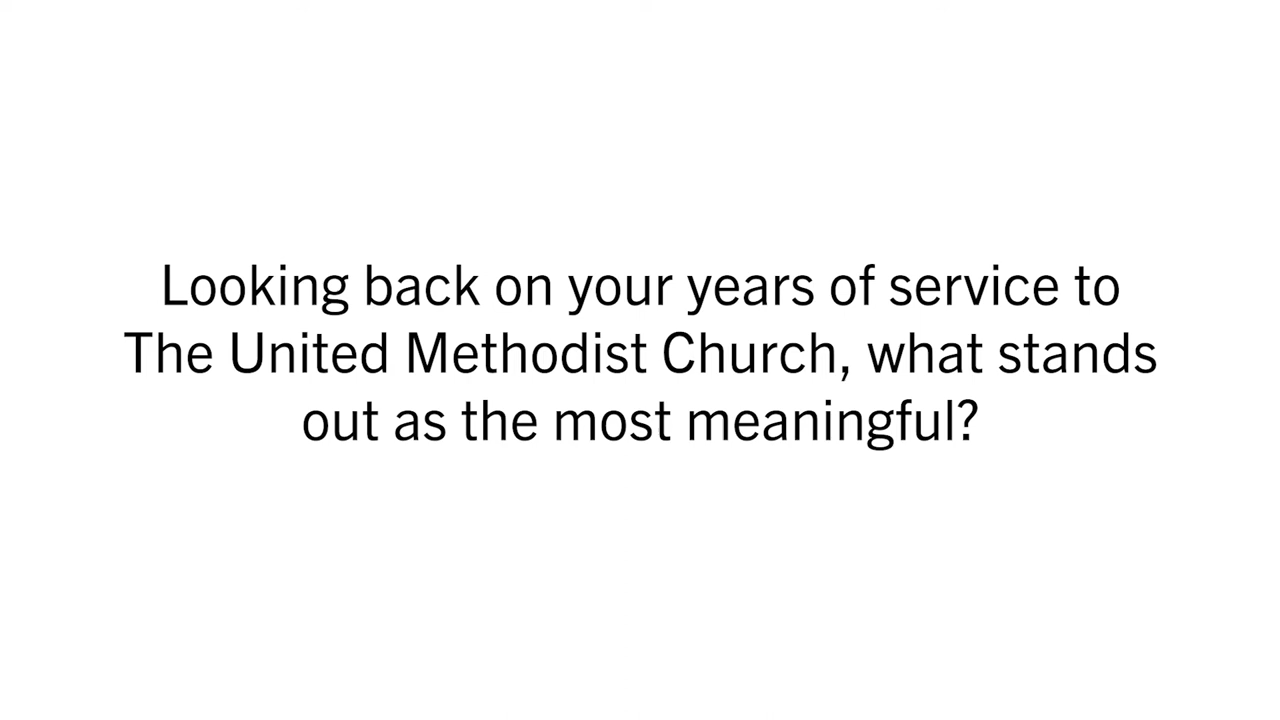 Looking back on your years of service to
The United Methodist Church, what stands
out as the most meaningful?